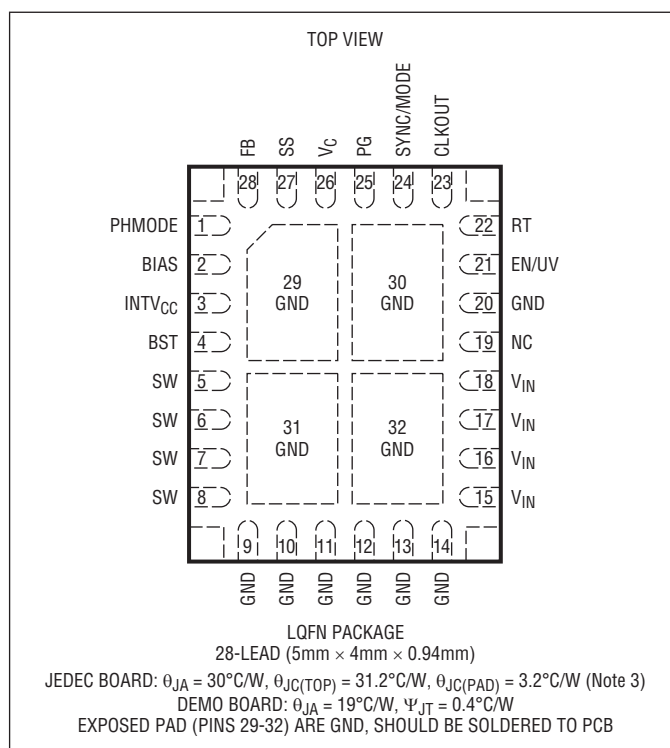 TOP VIEW
FB
SS
VC
PG
SYNC/MODE
CLKOUT
28 27 26 25 24 23
PHMODE 1
BIAS 2
INTVCC 3
BST 4
SW 5
SW 6
SW 7
SW 8
29
GND
30
GND
31
GND
32
GND
22 RT
21 EN/UV
20 GND
19 NC
18 VIN
17 VIN
16 VIN
15 VIN
9 10 11 12 13 14
GND
GND
GND
GND
GND
GND
LQFN PACKAGE
28-LEAD (5mm × 4mm × 0.94mm)
JEDEC BOARD: θJA = 30°C/W, θJC(TOP) = 31.2°C/W, θJC(PAD) = 3.2°C/W (Note 3)
DEMO BOARD: θJA = 19°C/W, ΨJT = 0.4°C/W
EXPOSED PAD (PINS 29-32) ARE GND, SHOULD BE SOLDERED TO PCB